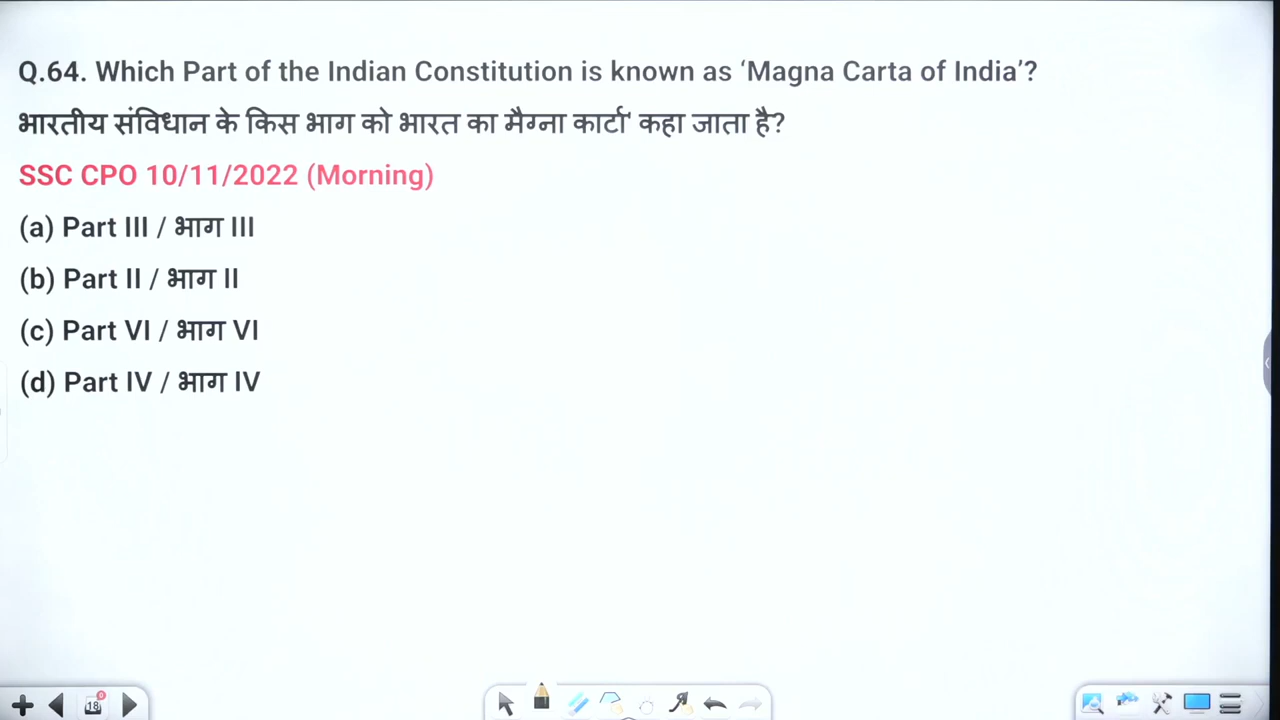 Q.64. Which Part of the Indian Constitution is known as ‘Magna Carta of India’?
भारतीय संविधान के किस भाग को भारत का मैग्ना कार्टा' कहा जाता है?
SSC CPO 10/11/2022 (Morning)
(a) Part III / भाग III
(b) Part II / भाग II
(c) Part VI / भाग VI
(d) Part IV / भाग IV
18
0